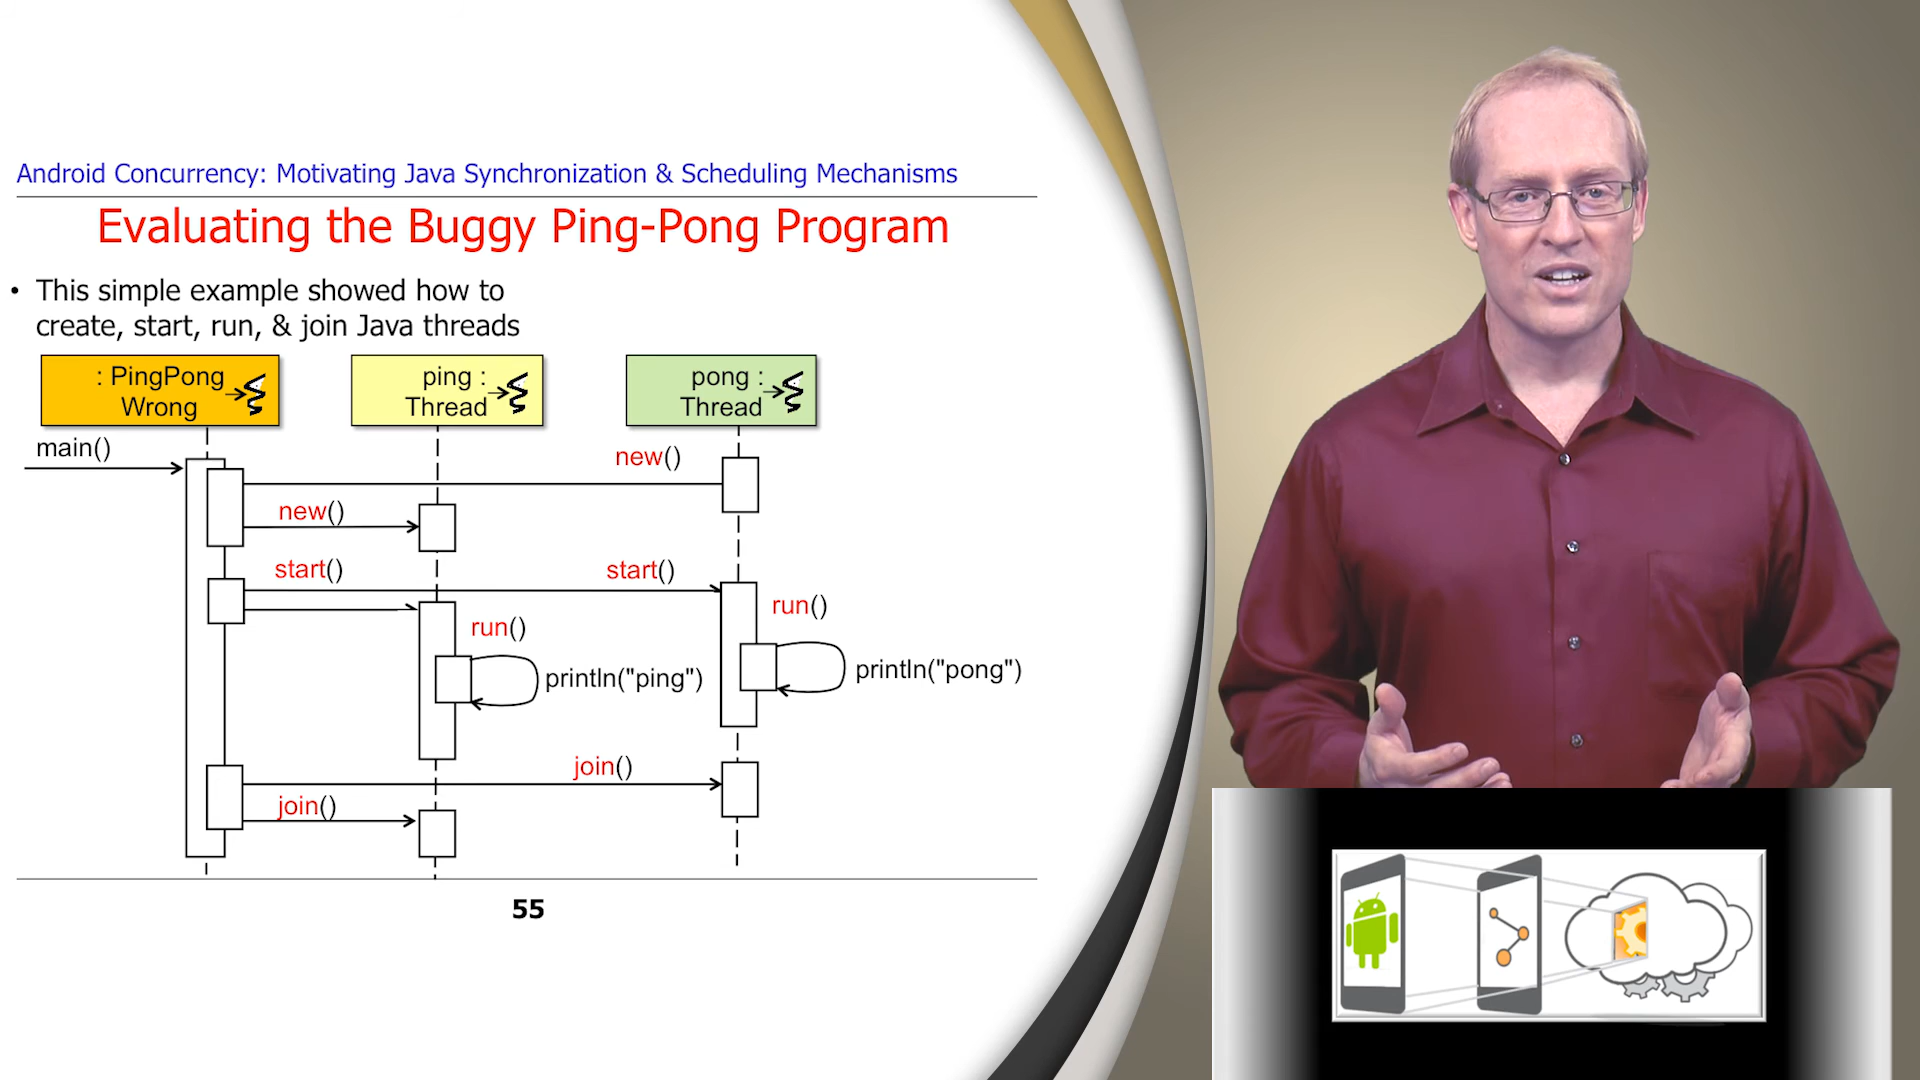 Android Concurrency: Motivating Java Synchronization & Scheduling Mechanisms
Evaluating the Buggy Ping-Pong Program
• This simple example showed how to
create, start, run, & join Java threads
: PingPong
Wrong
ping :
Thread
pong :
Thread
main()
new()
new()
start()
start()
run()
run()
println("ping")
println("pong")
join()
join()
55